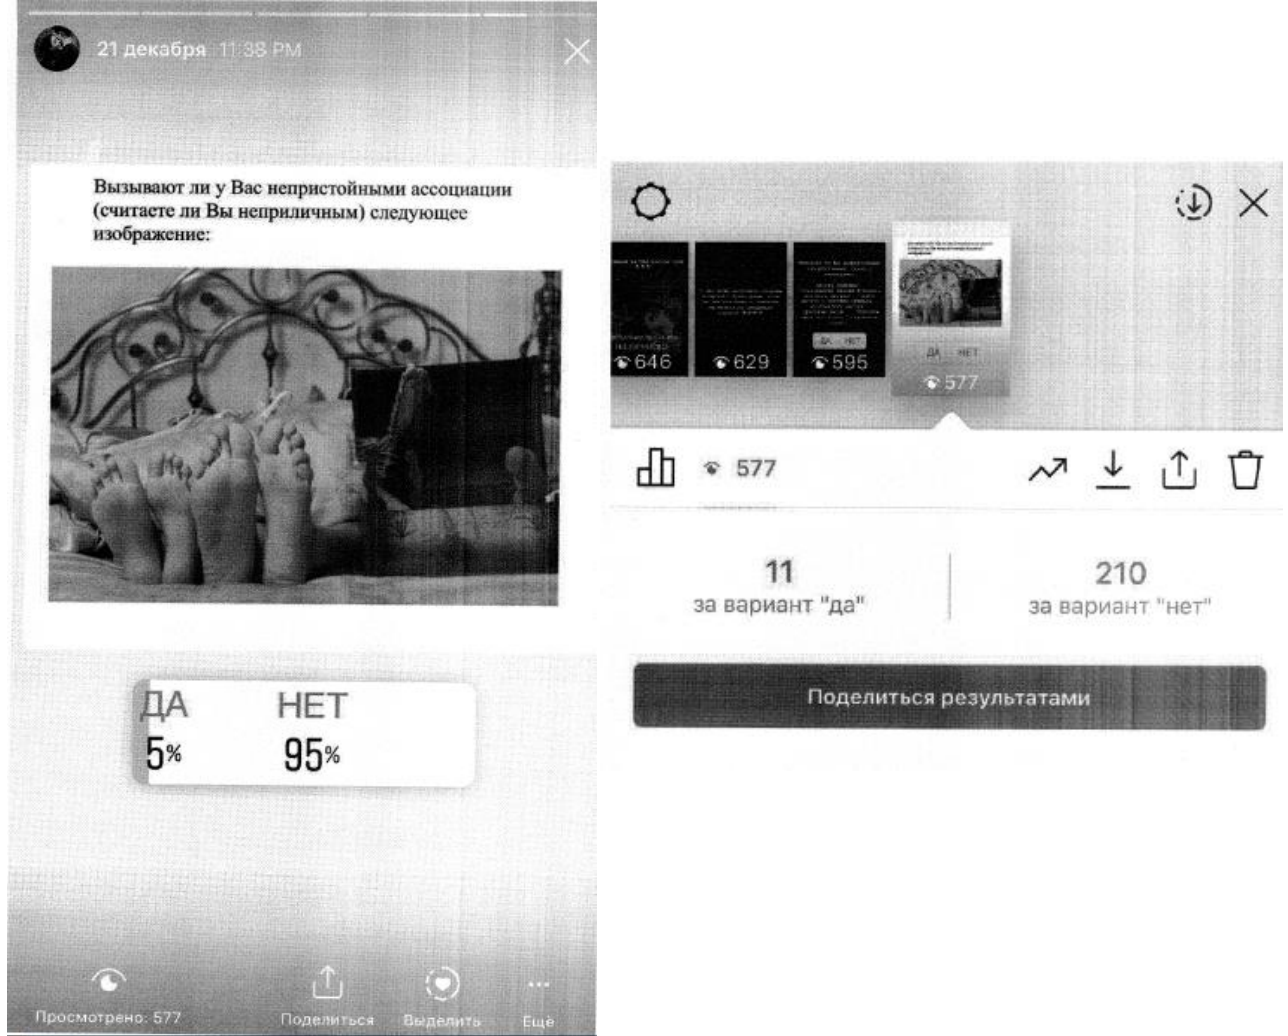 21 декабря 11:38 PM
Вызывают ли у Вас непристойными ассоциации
(считаете ли Вы неприличным) следующее
изображение:
ДА НЕТ
5% 95%
Просмотрено: 577
Поделиться
Выделить
Ещё
646
629
ДА НЕТ
595
ДА НЕТ
577
577
11
за вариант "да"
210
за вариант "нет"
Поделиться результатами